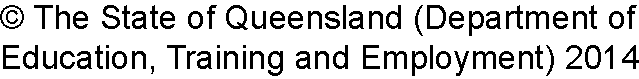 © The State of Queensland (Department of
Education, Training and Employment) 2014